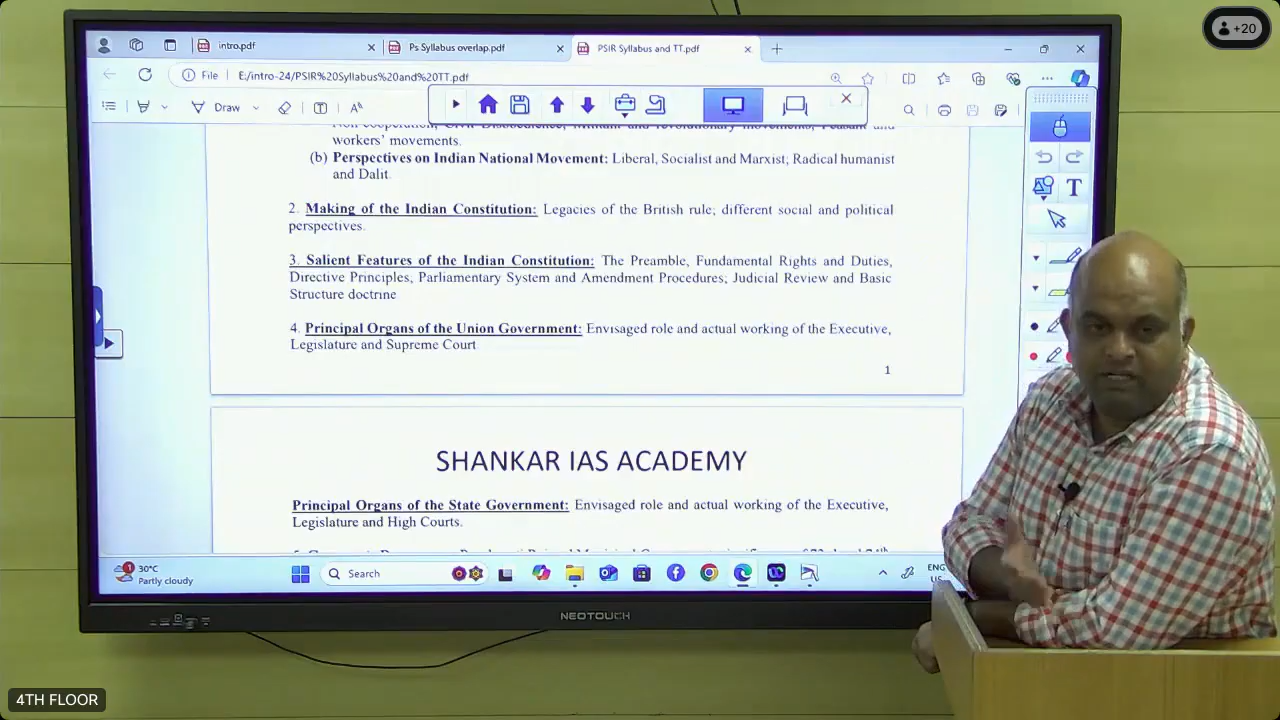 +20
intro.pdf
Ps Syllabus overlap.pdf
PSIR Syllabus and TT.pdf
File
E:/intro-24/PSIR%20Syllabus%20and%20TT.pdf
Draw
workers' movements.
(b) Perspectives on Indian National Movement: Liberal, Socialist and Marxist; Radical humanist
and Dalit.
2. Making of the Indian Constitution: Legacies of the British rule; different social and political
perspectives.
3. Salient Features of the Indian Constitution: The Preamble, Fundamental Rights and Duties,
Directive Principles, Parliamentary System and Amendment Procedures; Judicial Review and Basic
Structure doctrine
4. Principal Organs of the Union Government: Envisaged role and actual working of the Executive,
Legislature and Supreme Court
1
SHANKAR IAS ACADEMY
Principal Organs of the State Government: Envisaged role and actual working of the Executive,
Legislature and High Courts.
30°C
Partly cloudy
Search
ENG
US
NEOTOUCH
4TH FLOOR